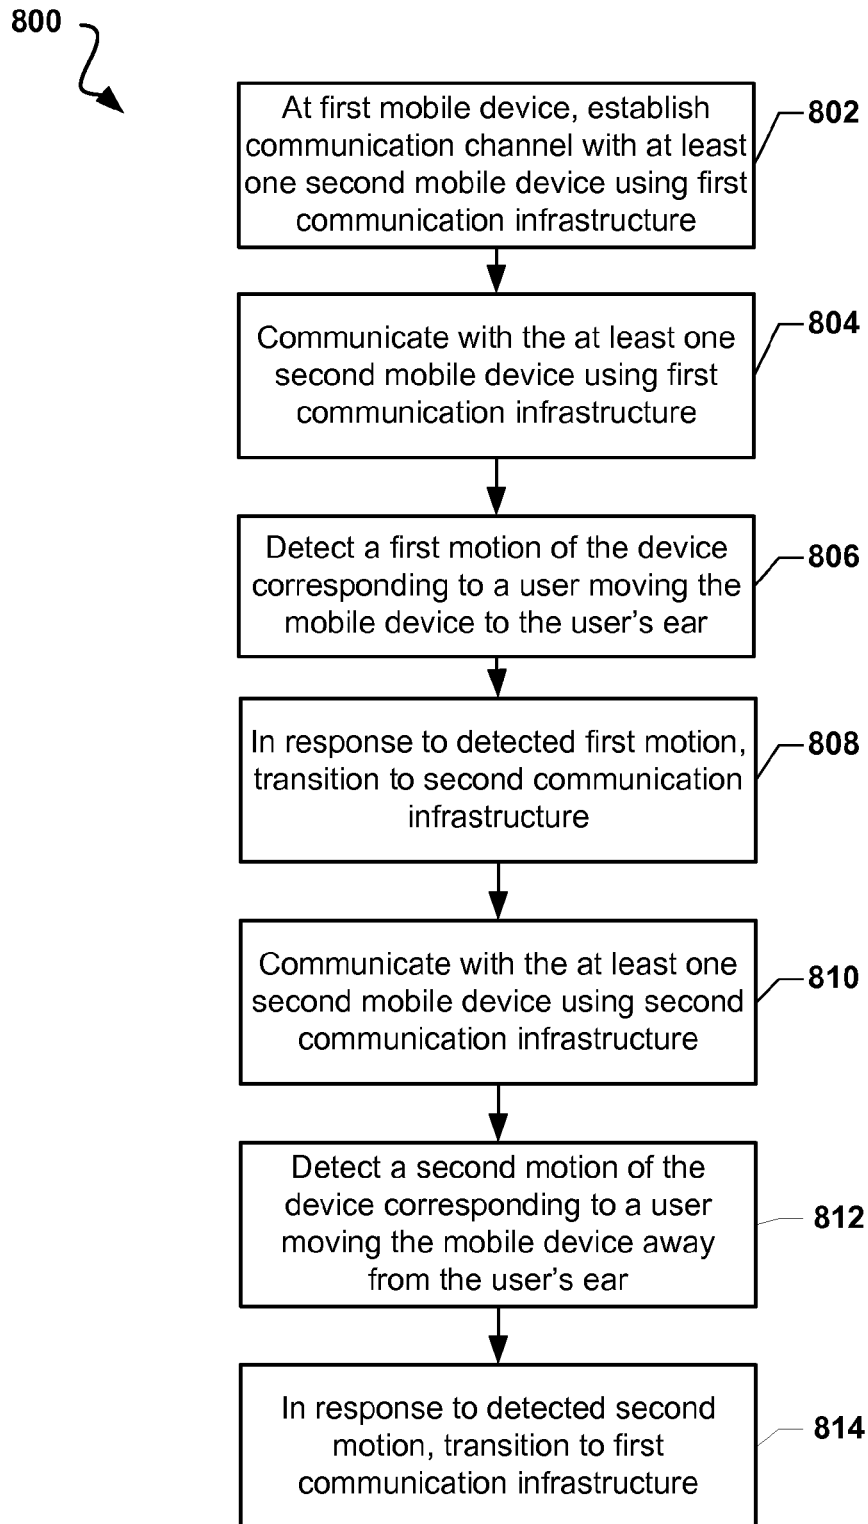 800
At first mobile device, establish
communication channel with at least
one second mobile device using first
communication infrastructure
802
Communicate with the at least one
second mobile device using first
communication infrastructure
804
Detect a first motion of the device
corresponding to a user moving the
mobile device to the user’s ear
806
In response to detected first motion,
transition to second communication
infrastructure
808
Communicate with the at least one
second mobile device using second
communication infrastructure
810
Detect a second motion of the
device corresponding to a user
moving the mobile device away
from the user’s ear
812
In response to detected second
motion, transition to first
communication infrastructure
814